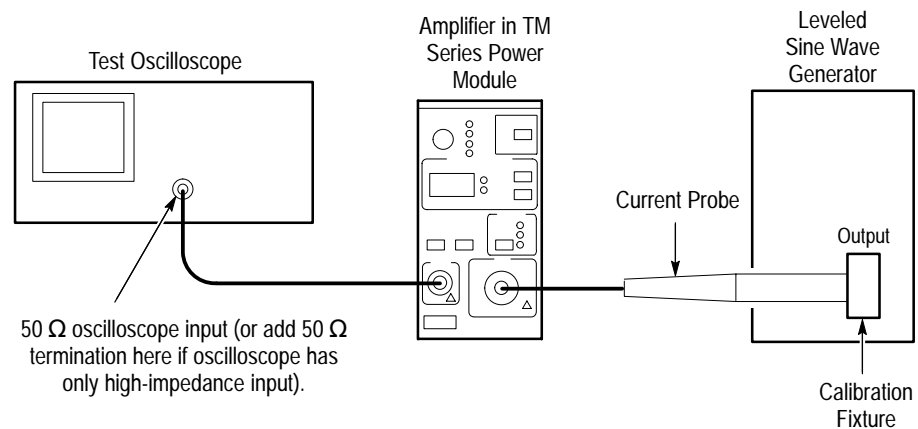 Test Oscilloscope
Amplifier in TM
Series Power
Module
Leveled
Sine Wave
Generator
Current Probe
Output
50 Ω oscilloscope input (or add 50 Ω
termination here if oscilloscope has
only high-impedance input).
Calibration
Fixture